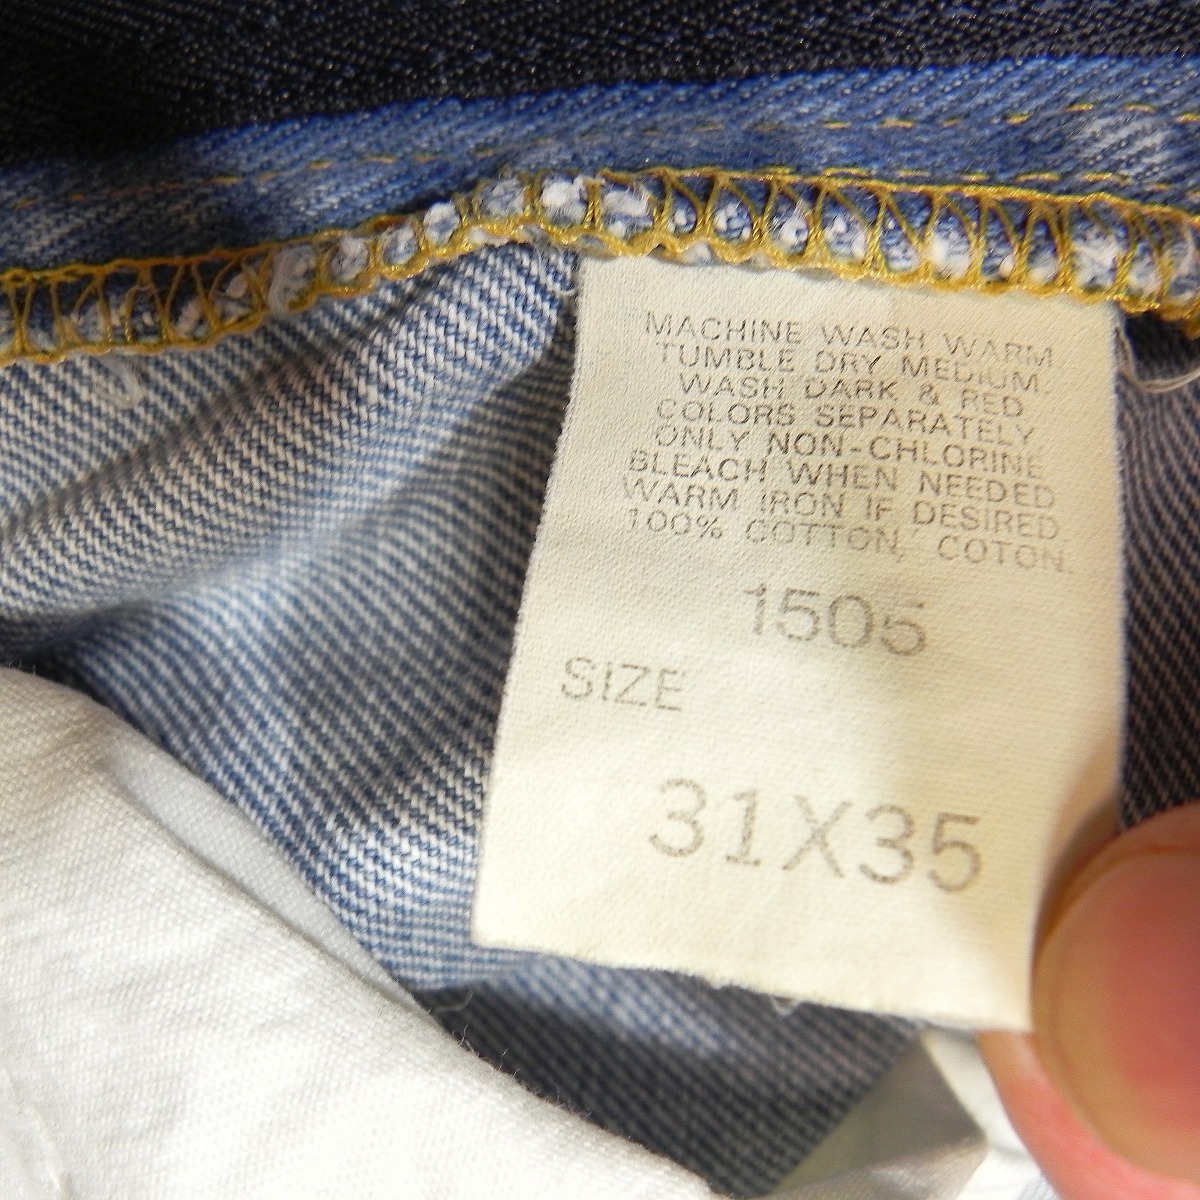 MACHINE WASH WARM
TUMBLE DRY MEDIUM
WASH DARK & RED
COLORS SEPARATELY
ONLY NON-CHLORINE
BLEACH WHEN NEEDED
WARM IRON IF DESIRED
100% COTTON, COTON
1505
SIZE
31X35